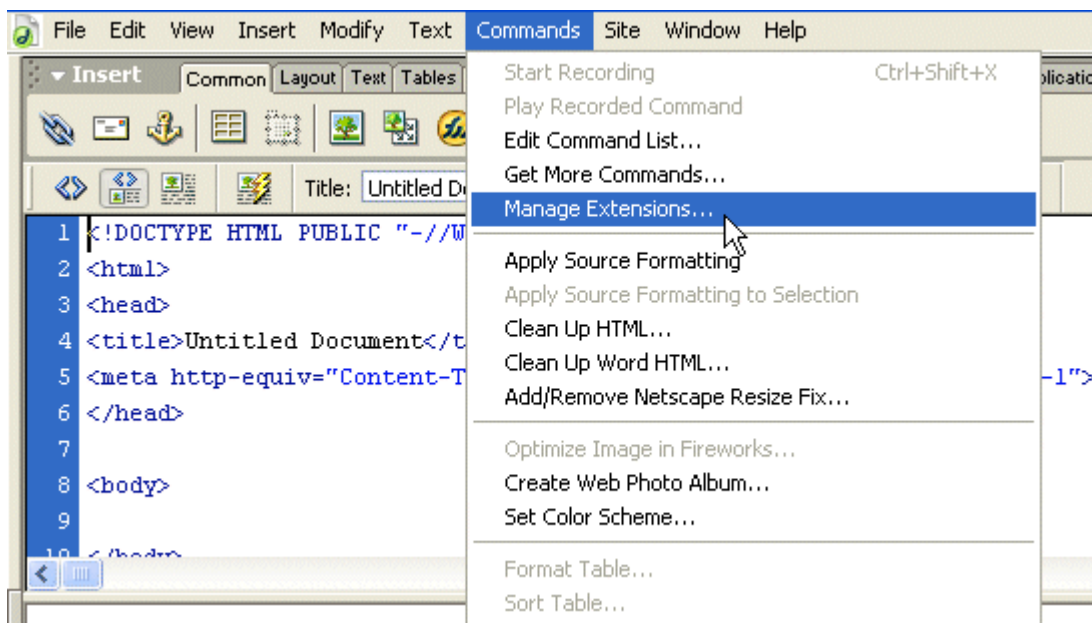 File Edit View Insert Modify Text Commands Site Window Help
Insert Common Layout Text Tables
Title: Untitled D
Start Recording Ctrl+Shift+X
Play Recorded Command
Edit Command List...
Get More Commands...
Manage Extensions...
Apply Source Formatting
Apply Source Formatting to Selection
Clean Up HTML...
Clean Up Word HTML...
Add/Remove Netscape Resize Fix...
Optimize Image in Fireworks...
Create Web Photo Album...
Set Color Scheme...
Format Table...
Sort Table...
1 <!DOCTYPE HTML PUBLIC "-//W
2 <html>
3 <head>
4 <title>Untitled Document</t
5 <meta http-equiv="Content-T -1">
6 </head>
7
8 <body>
9
10 </body>